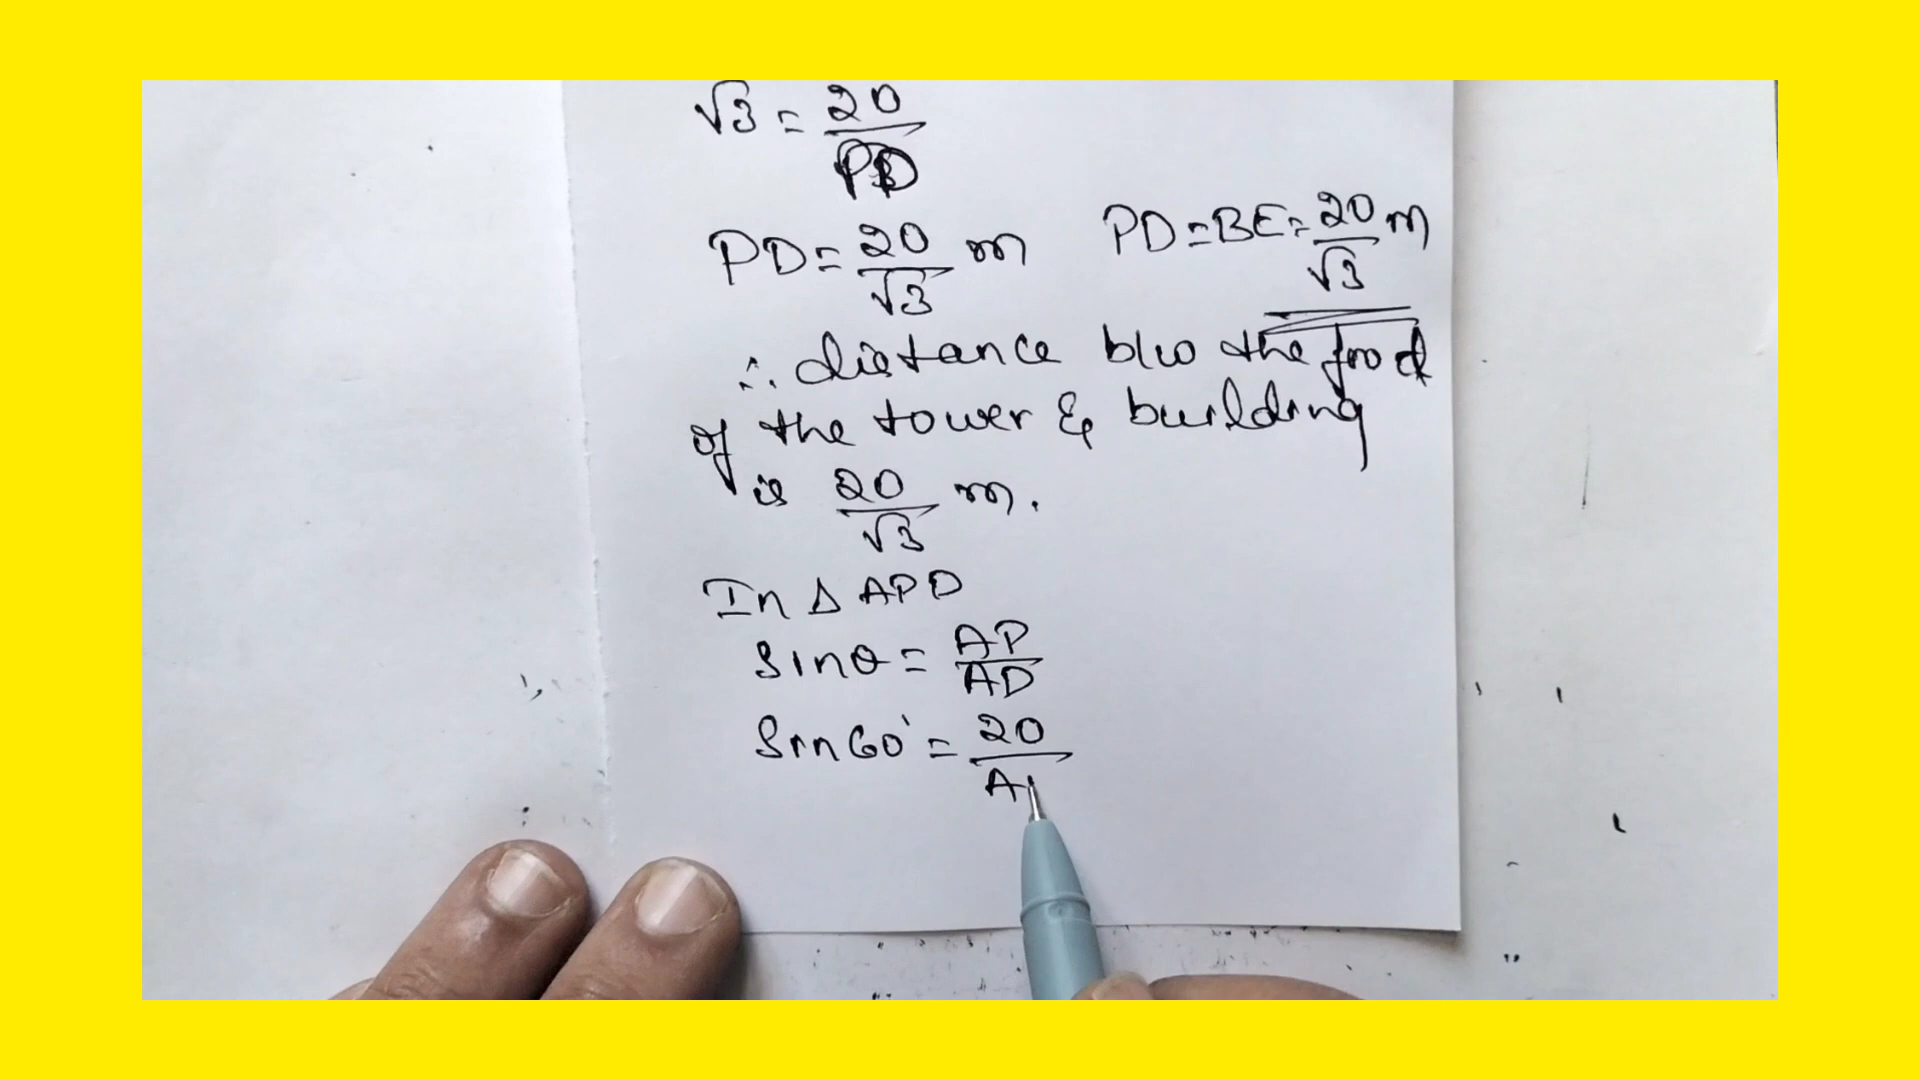 √3 = 20/PD
PD = 20/√3 m
PD = BE = 20/√3 m
∴ distance b/w the foot
of the tower & building
is 20/√3 m.
In Δ APD
Sinθ = AP/AD
Sin60° = 20/A